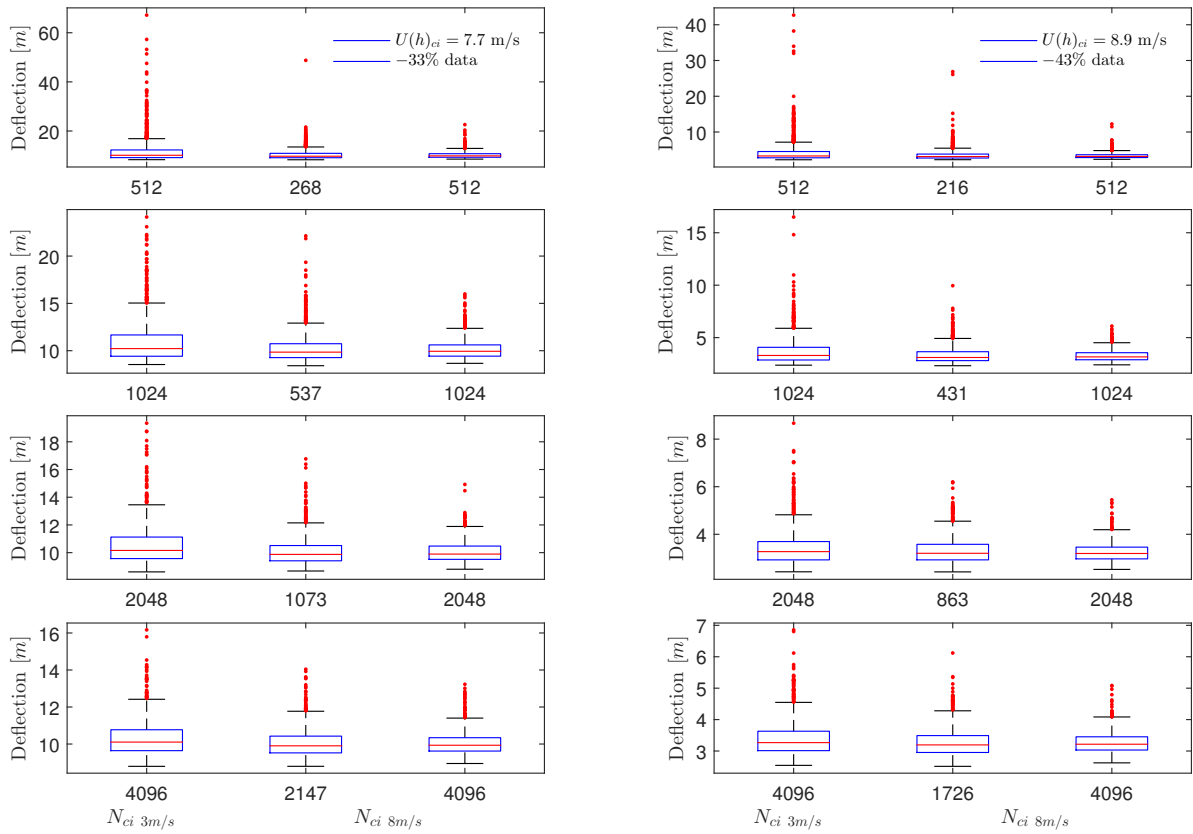 Deflection [m]
60
40
20
U(h)ci = 7.7 m/s
−33% data
512 268 512
Deflection [m]
40
30
20
10
U(h)ci = 8.9 m/s
−43% data
512 216 512
Deflection [m]
20
15
10
1024 537 1024
Deflection [m]
15
10
5
1024 431 1024
Deflection [m]
18
16
14
12
10
2048 1073 2048
Deflection [m]
8
6
4
2048 863 2048
Deflection [m]
16
14
12
10
4096 2147 4096
Nci 3m/s Nci 8m/s
Deflection [m]
7
6
5
4
3
4096 1726 4096
Nci 3m/s Nci 8m/s